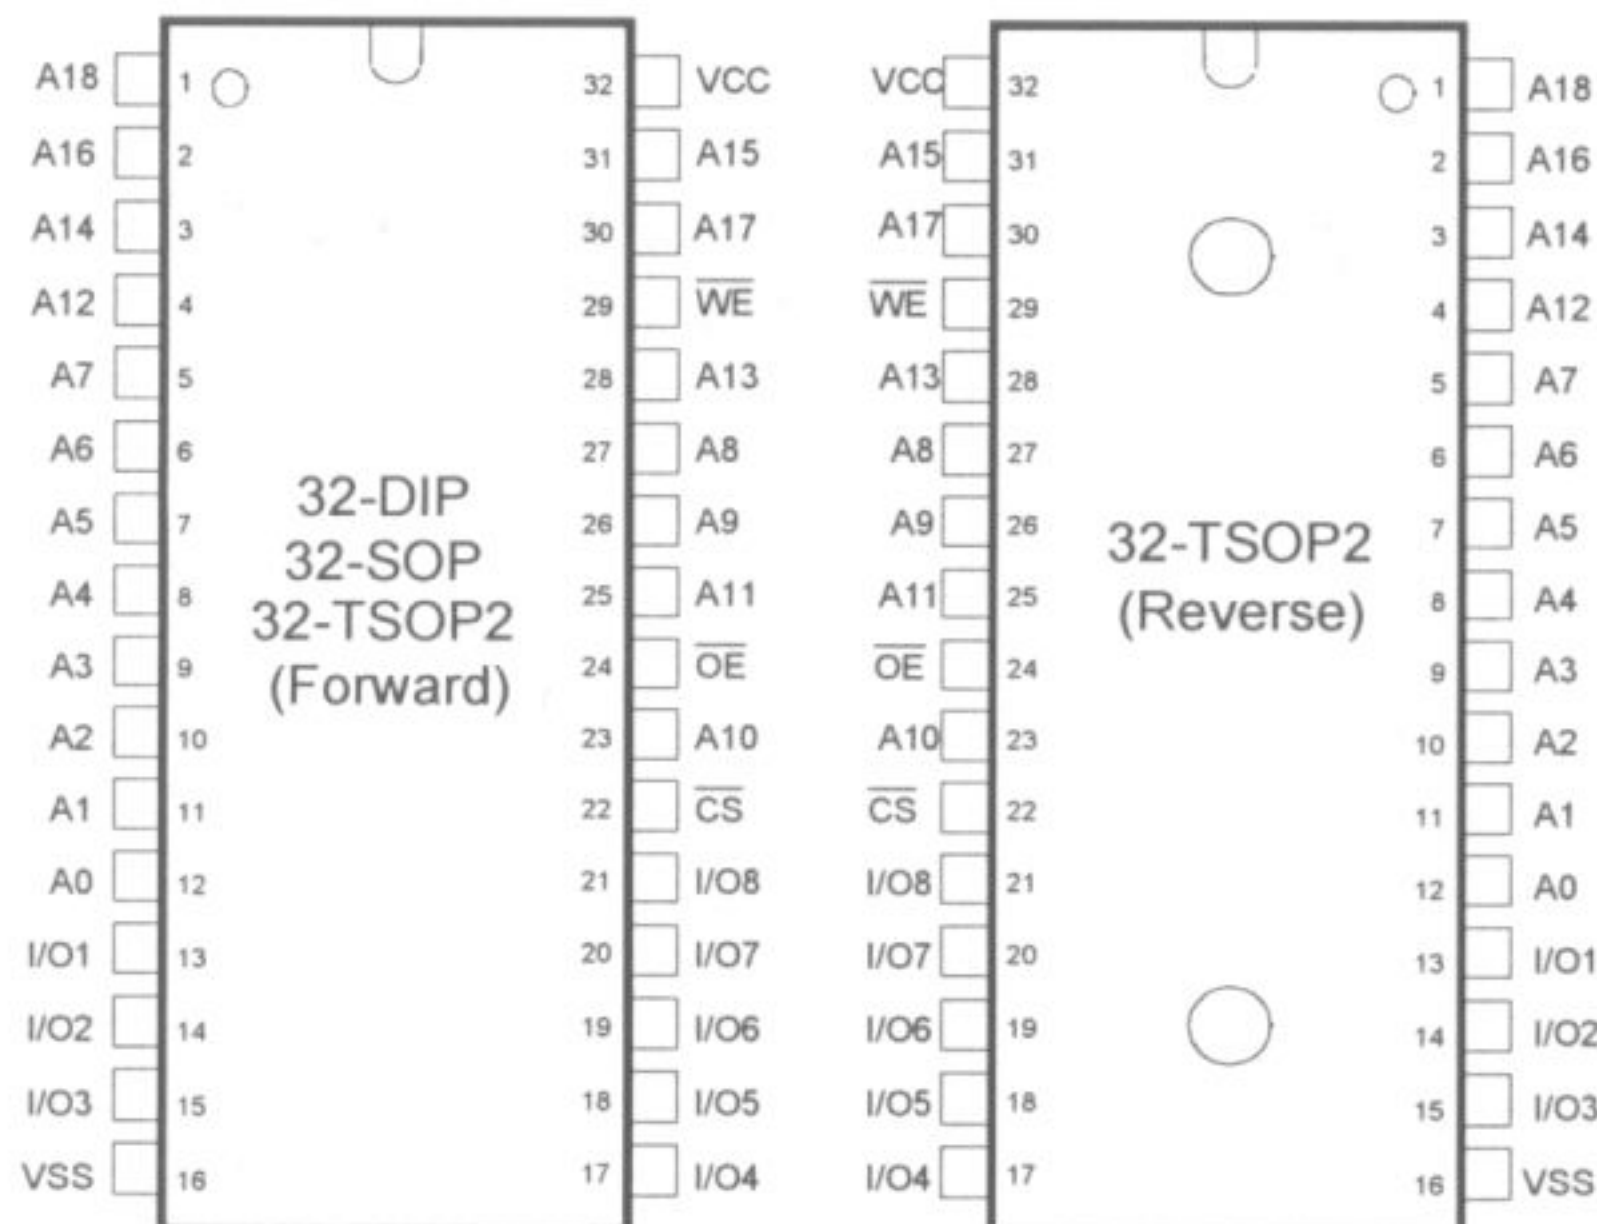 A18 1 32 VCC VCC 32 1 A18
A16 2 31 A15 A15 31 2 A16
A14 3 30 A17 A17 30 3 A14
A12 4 29 WE WE 29 4 A12
A7 5 28 A13 A13 28 5 A7
A6 6 27 A8 A8 27 6 A6
32-DIP
A5 7 26 A9 A9 26 7 A5
32-TSOP2
32-SOP
A4 8 25 A11 A11 25 8 A4
32-TSOP2
(Reverse)
A3 9 24 OE OE 24 9 A3
(Forward)
A2 10 23 A10 A10 23 10 A2
A1 11 22 CS CS 22 11 A1
A0 12 21 I/O8 I/O8 21 12 A0
I/O1 13 20 I/O7 I/O7 20 13 I/O1
I/O2 14 19 I/O6 I/O6 19 14 I/O2
I/O3 15 18 I/O5 I/O5 18 15 I/O3
VSS 16 17 I/O4 I/O4 17 16 VSS